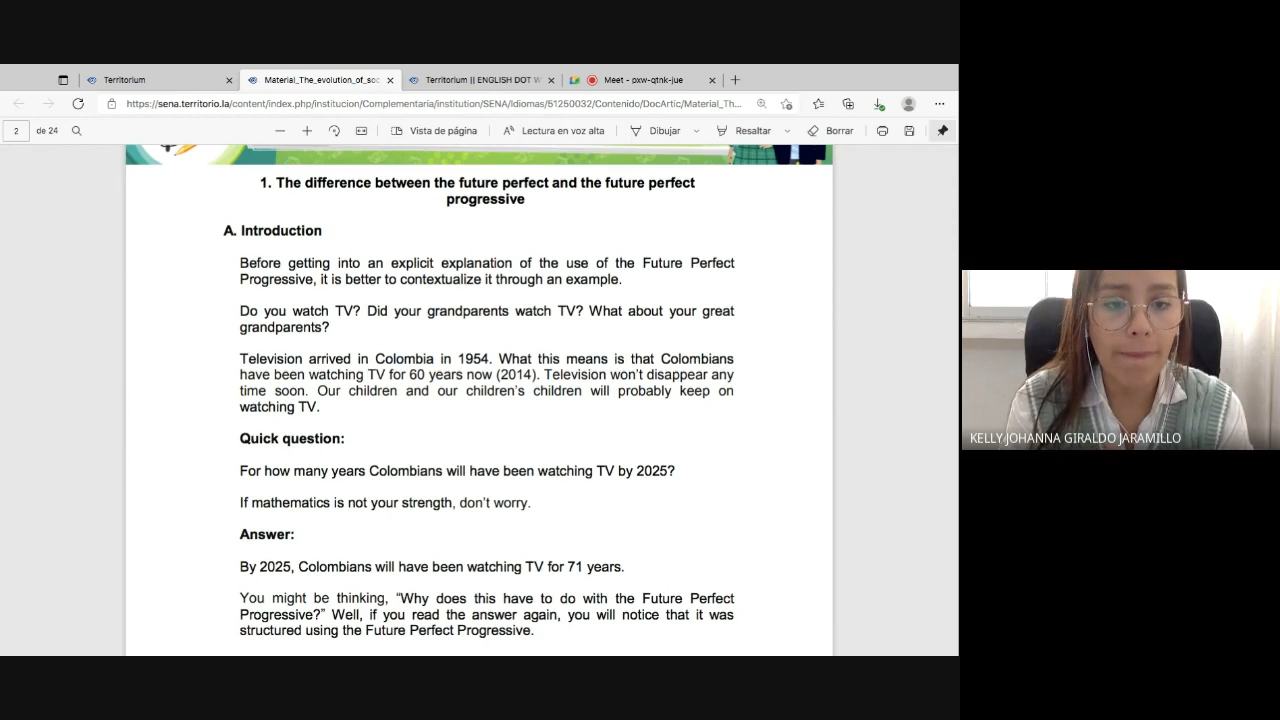 Territorium
Material_The_evolution_of_soc
Territorium || ENGLISH DOT W
Meet - pxw-qtnk-jue
https://sena.territorio.la/content/index.php/institucion/Complementaria/institution/SENA/Idiomas/51250032/Contenido/DocArtic/Material_Th...
2 de 24
Vista de página
Lectura en voz alta
Dibujar
Resaltar
Borrar
1. The difference between the future perfect and the future perfect
progressive
A. Introduction
Before getting into an explicit explanation of the use of the Future Perfect
Progressive, it is better to contextualize it through an example.
Do you watch TV? Did your grandparents watch TV? What about your great
grandparents?
Television arrived in Colombia in 1954. What this means is that Colombians
have been watching TV for 60 years now (2014). Television won't disappear any
time soon. Our children and our children's children will probably keep on
watching TV.
Quick question:
For how many years Colombians will have been watching TV by 2025?
If mathematics is not your strength, don't worry.
Answer:
By 2025, Colombians will have been watching TV for 71 years.
You might be thinking, “Why does this have to do with the Future Perfect
Progressive?” Well, if you read the answer again, you will notice that it was
structured using the Future Perfect Progressive.
KELLY JOHANNA GIRALDO JARAMILLO